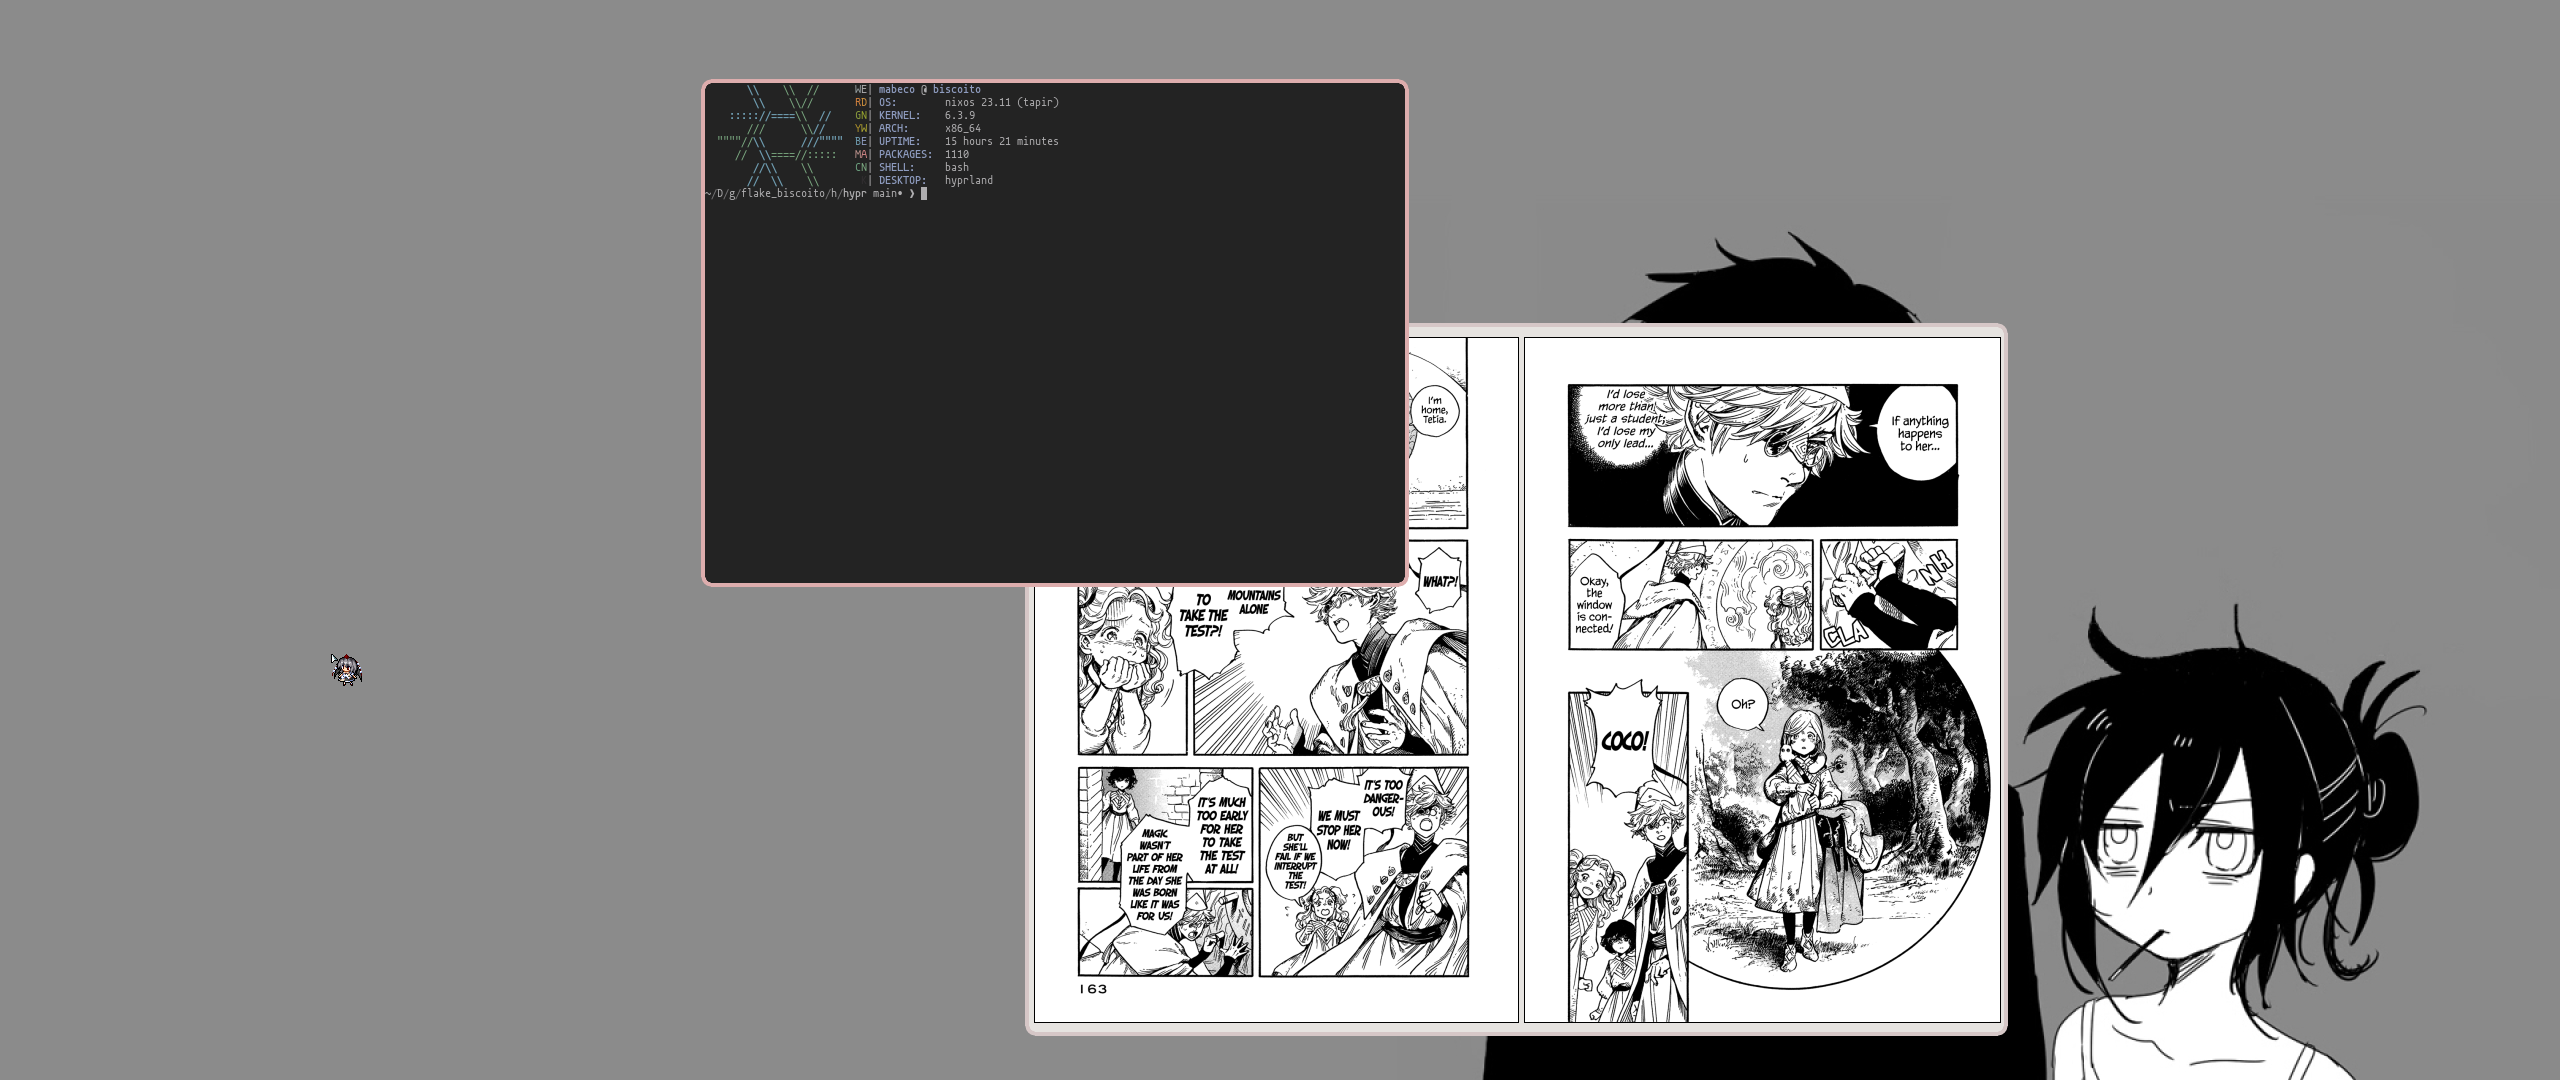 WE| mabeco @ biscoito
RD| OS: nixos 23.11 (tapir)
GN| KERNEL: 6.3.9
YW| ARCH: x86_64
BE| UPTIME: 15 hours 21 minutes
MA| PACKAGES: 1110
CN| SHELL: bash
| DESKTOP: hyprland
~/D/g/flake_biscoito/h/hypr main• ❯
If anything
happens
to her...
I'd lose
more than
just a student;
I'd lose my
only lead...
NH
CLA
Okay,
the
window
is con-
nected!
Oh?
COCO!
I'm
home,
Tetia.
WHAT?!
MOUNTAINS
ALONE
TO
TAKE THE
TEST?!
IT'S TOO
DANGER-
OUS!
WE MUST
STOP HER
NOW!
BUT
SHE'LL
FAIL IF WE
INTERRUPT
THE
TEST!
IT'S MUCH
TOO EARLY
FOR HER
TO TAKE
THE TEST
AT ALL!
MAGIC
WASN'T
PART OF HER
LIFE FROM
THE DAY SHE
WAS BORN
LIKE IT WAS
FOR US!
163